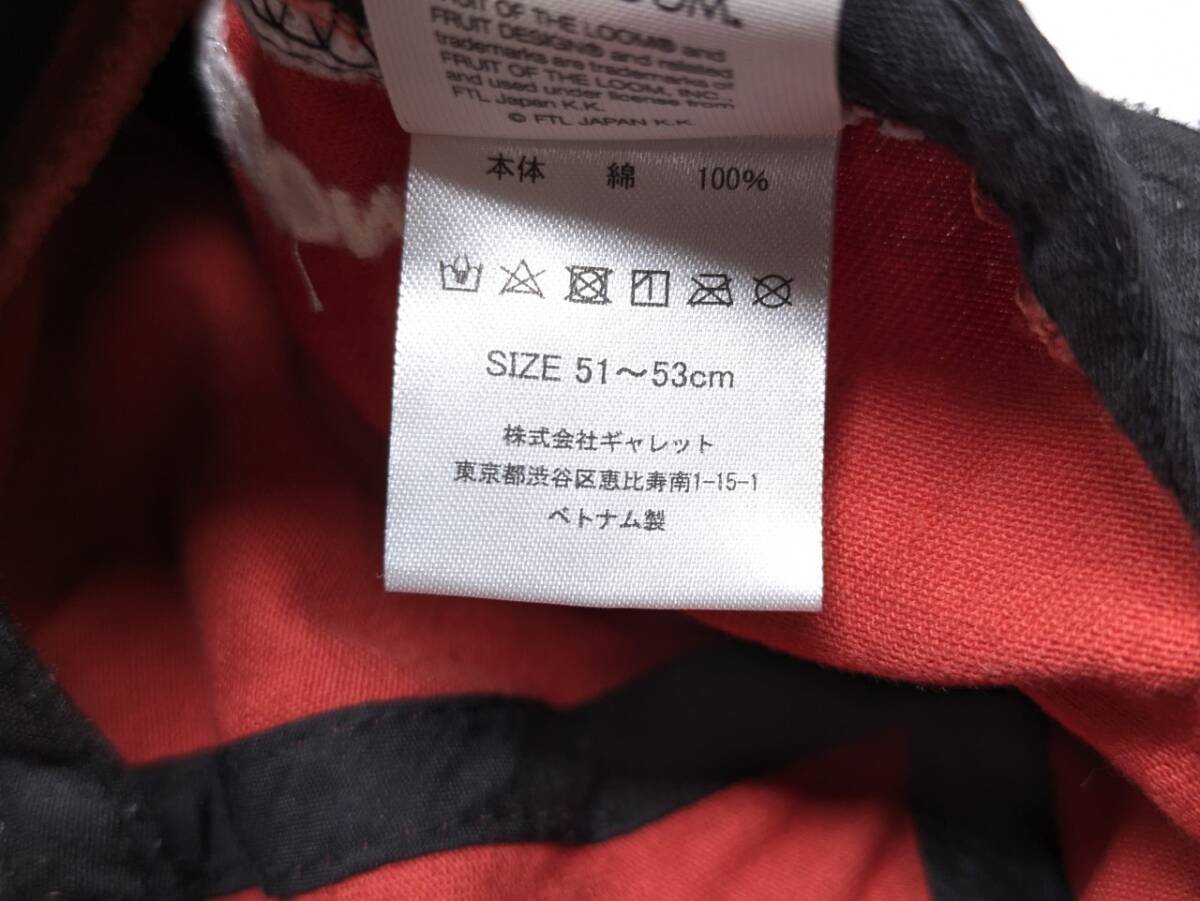 LOOM®
FRUIT OF THE LOOM® and
FRUIT DESIGN® and related
trademarks are trademarks of
FRUIT OF THE LOOM, INC.,
and used under license from
FTL Japan K.K.
© FTL JAPAN K.K.
本体 綿 100%
SIZE 51～53cm
株式会社ギャレット
東京都渋谷区恵比寿南1-15-1
ベトナム製